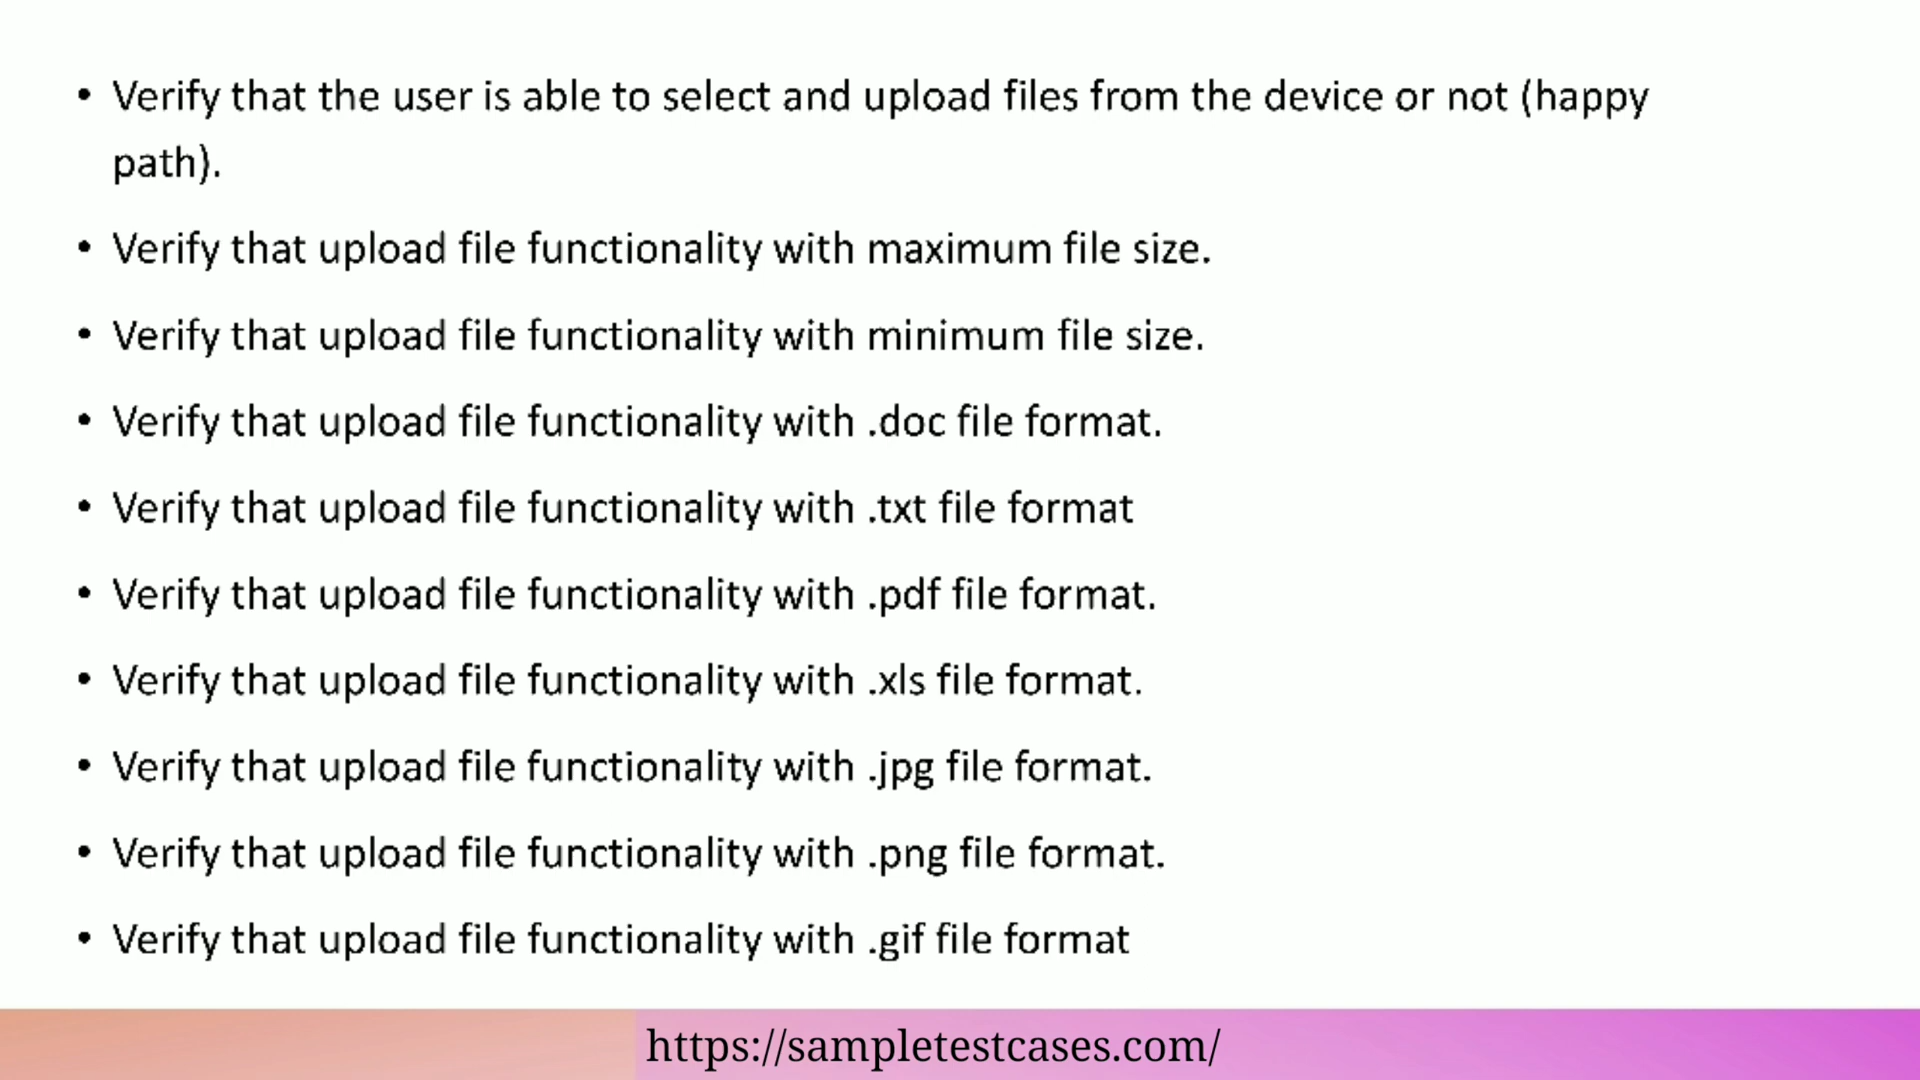 • Verify that the user is able to select and upload files from the device or not (happy
path).
• Verify that upload file functionality with maximum file size.
• Verify that upload file functionality with minimum file size.
• Verify that upload file functionality with .doc file format.
• Verify that upload file functionality with .txt file format
• Verify that upload file functionality with .pdf file format.
• Verify that upload file functionality with .xls file format.
• Verify that upload file functionality with .jpg file format.
• Verify that upload file functionality with .png file format.
• Verify that upload file functionality with .gif file format
https://sampletestcases.com/